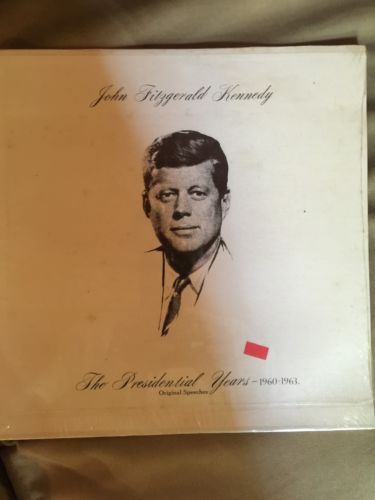 John Fitzgerald Kennedy
The Presidential Years – 1960-1963.
Original Speeches